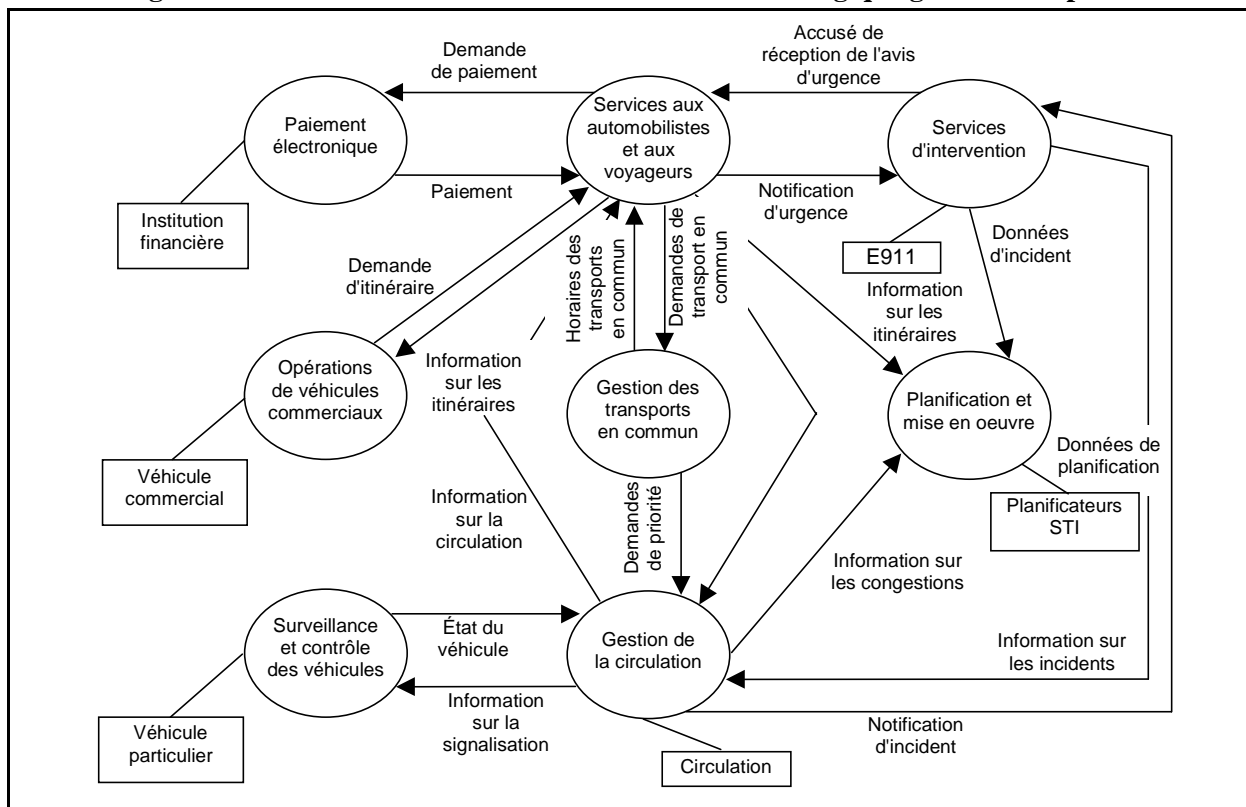 Demande
de paiement
Accusé de
réception de l'avis
d'urgence
Paiement
électronique
Services aux
automobilistes
et aux
voyageurs
Services
d'intervention
Paiement
Notification
d'urgence
Institution
financière
E911
Données
d'incident
Demande
d'itinéraire
Horaires des
transports
en commun
Demandes de
transport en
commun
Information
sur les
itinéraires
Opérations
de véhicules
commerciaux
Information
sur les
itinéraires
Gestion des
transports
en commun
Planification et
mise en oeuvre
Véhicule
commercial
Données de
planification
Planificateurs
STI
Information
sur la
circulation
Demandes
de priorité
Information sur
les congestions
Surveillance
et contrôle
des véhicules
État du
véhicule
Gestion de
la circulation
Information sur
les incidents
Information
sur la
signalisation
Notification
d'incident
Véhicule
particulier
Circulation